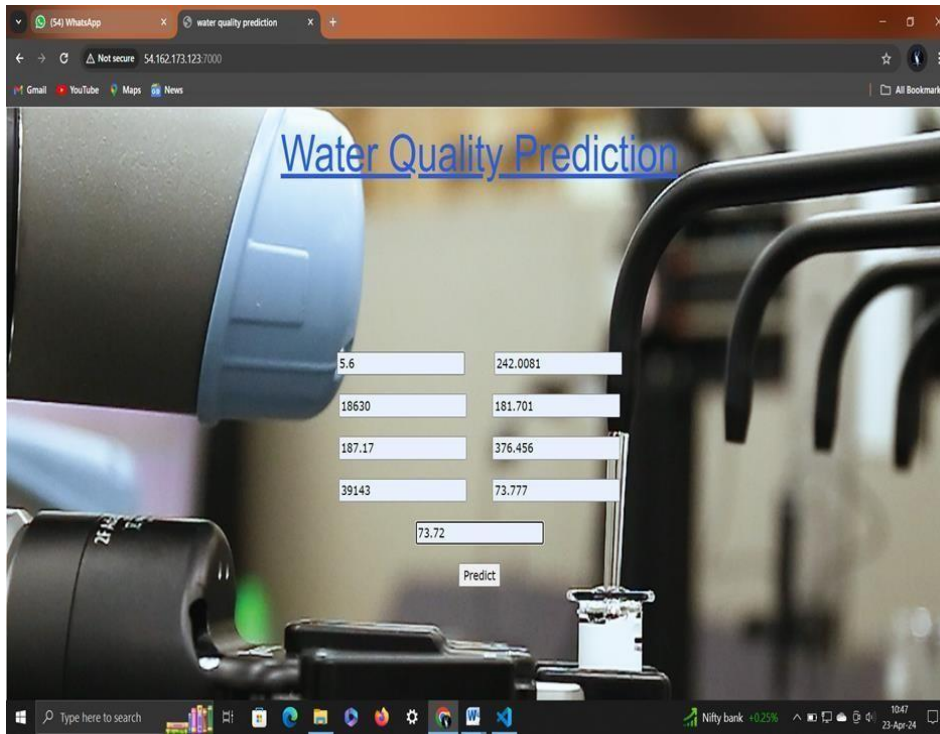 (54) WhatsApp
water quality prediction
Not secure 54.162.173.123:7000
Gmail YouTube Maps News All Bookmark
Water Quality Prediction
5.6 242.0081
18630 181.701
187.17 376.456
39143 73.777
73.72
Predict
Type here to search
Nifty bank +0.25%
10:47
23-Apr-24